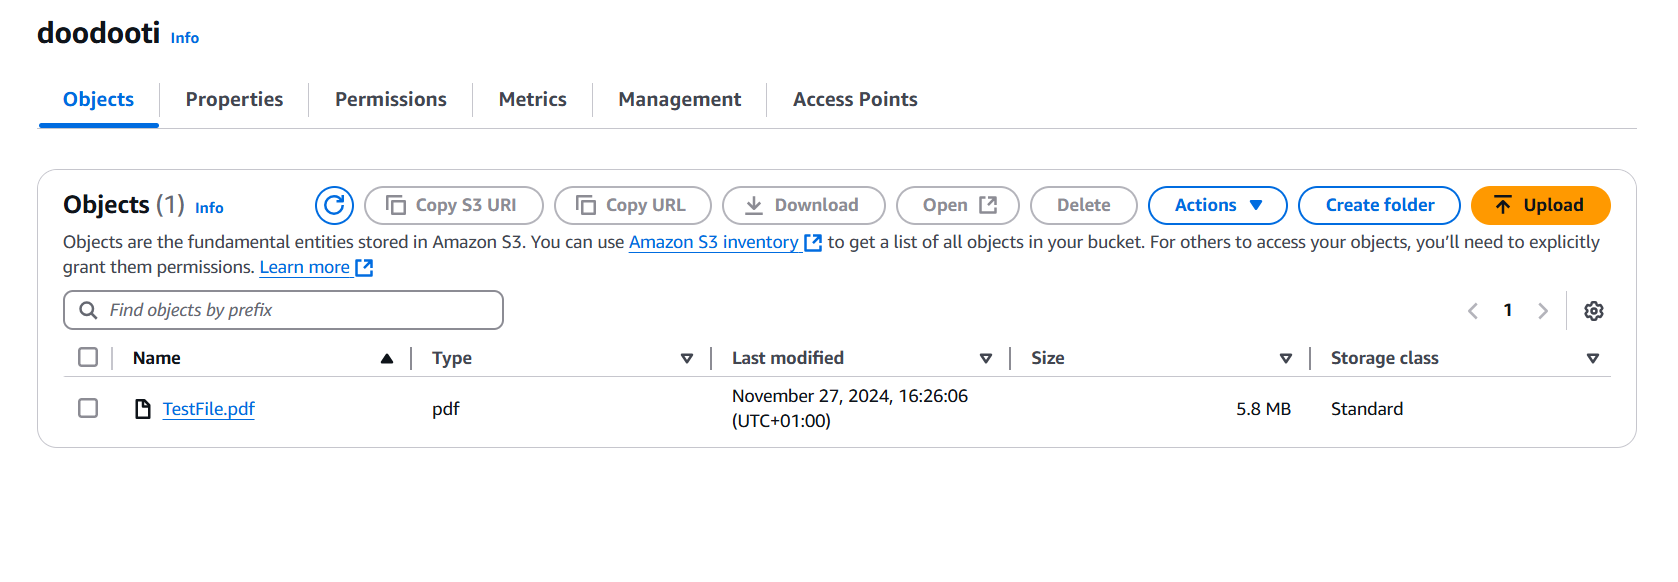 doodooti Info
Objects Properties Permissions Metrics Management Access Points
Objects (1) Info Copy S3 URI Copy URL Download Open Delete Actions Create folder Upload
Objects are the fundamental entities stored in Amazon S3. You can use Amazon S3 inventory to get a list of all objects in your bucket. For others to access your objects, you’ll need to explicitly
grant them permissions. Learn more
Find objects by prefix 1
Name Type Last modified Size Storage class
TestFile.pdf pdf November 27, 2024, 16:26:06 5.8 MB Standard
(UTC+01:00)